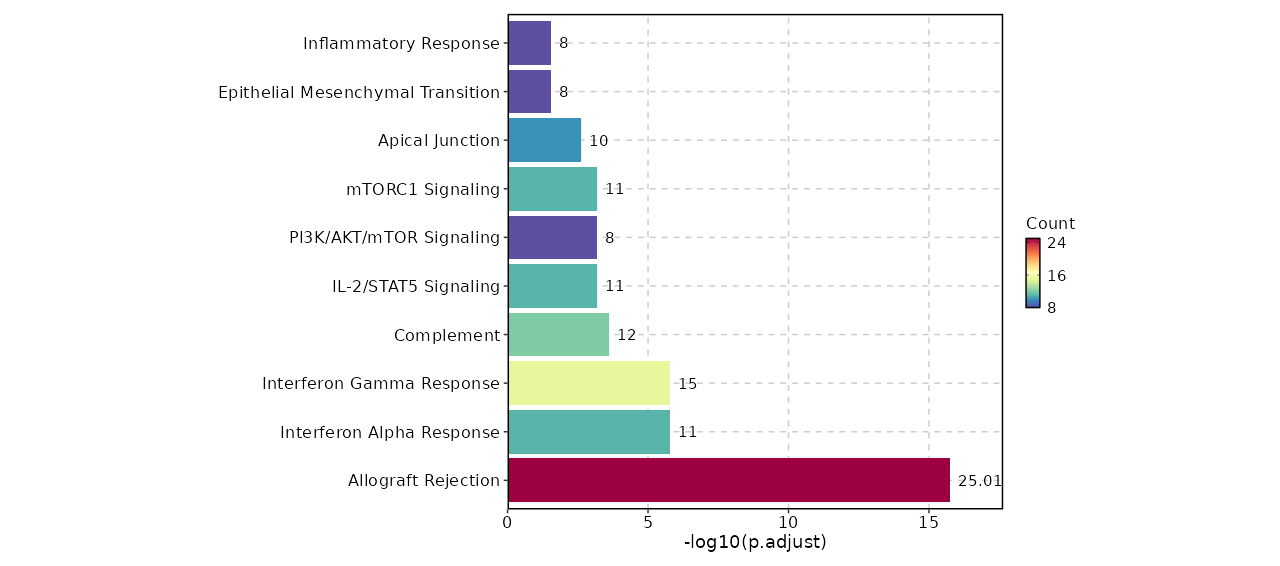 Inflammatory Response 8
Epithelial Mesenchymal Transition 8
Apical Junction 10
mTORC1 Signaling 11
PI3K/AKT/mTOR Signaling 8
IL-2/STAT5 Signaling 11
Complement 12
Interferon Gamma Response 15
Interferon Alpha Response 11
Allograft Rejection 25.01
0 5 10 15
-log10(p.adjust)
Count
24
16
8